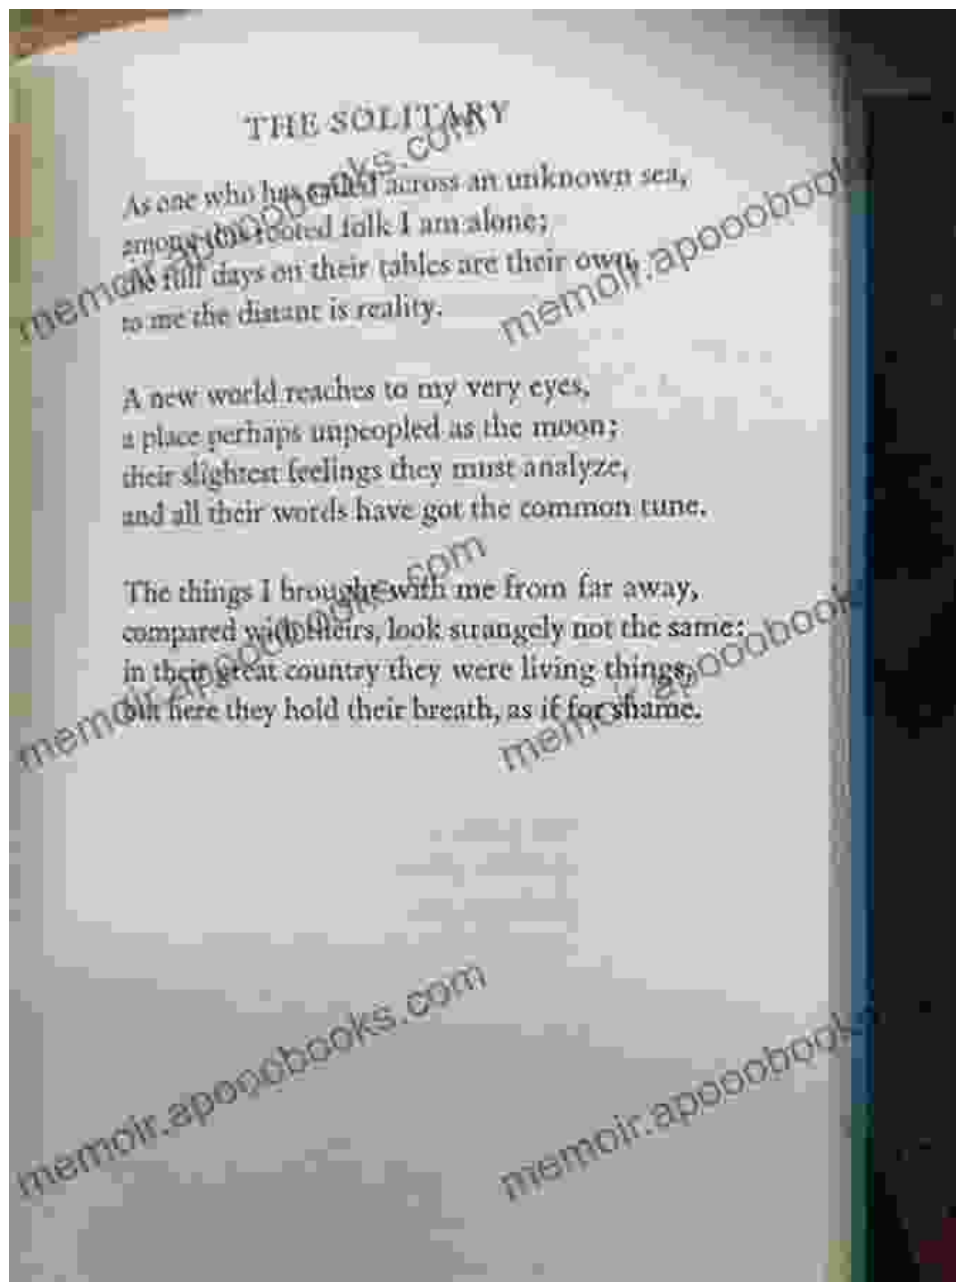 THE SOLITARY
As one who has sailed across an unknown sea,
among this rooted folk I am alone;
the full days on their tables are their own,
to me the distant is reality.
A new world reaches to my very eyes,
a place perhaps unpeopled as the moon;
their slightest feelings they must analyze,
and all their words have got the common tune.
The things I brought with me from far away,
compared with theirs, look strangely not the same:
in their great country they were living things,
but here they hold their breath, as if for shame.
memoir.apooobooks.com
memoir.apooobook
memoir.apooobooks.com
memoir.apooobook
memoir.apooobooks.com
memoir.apooobook